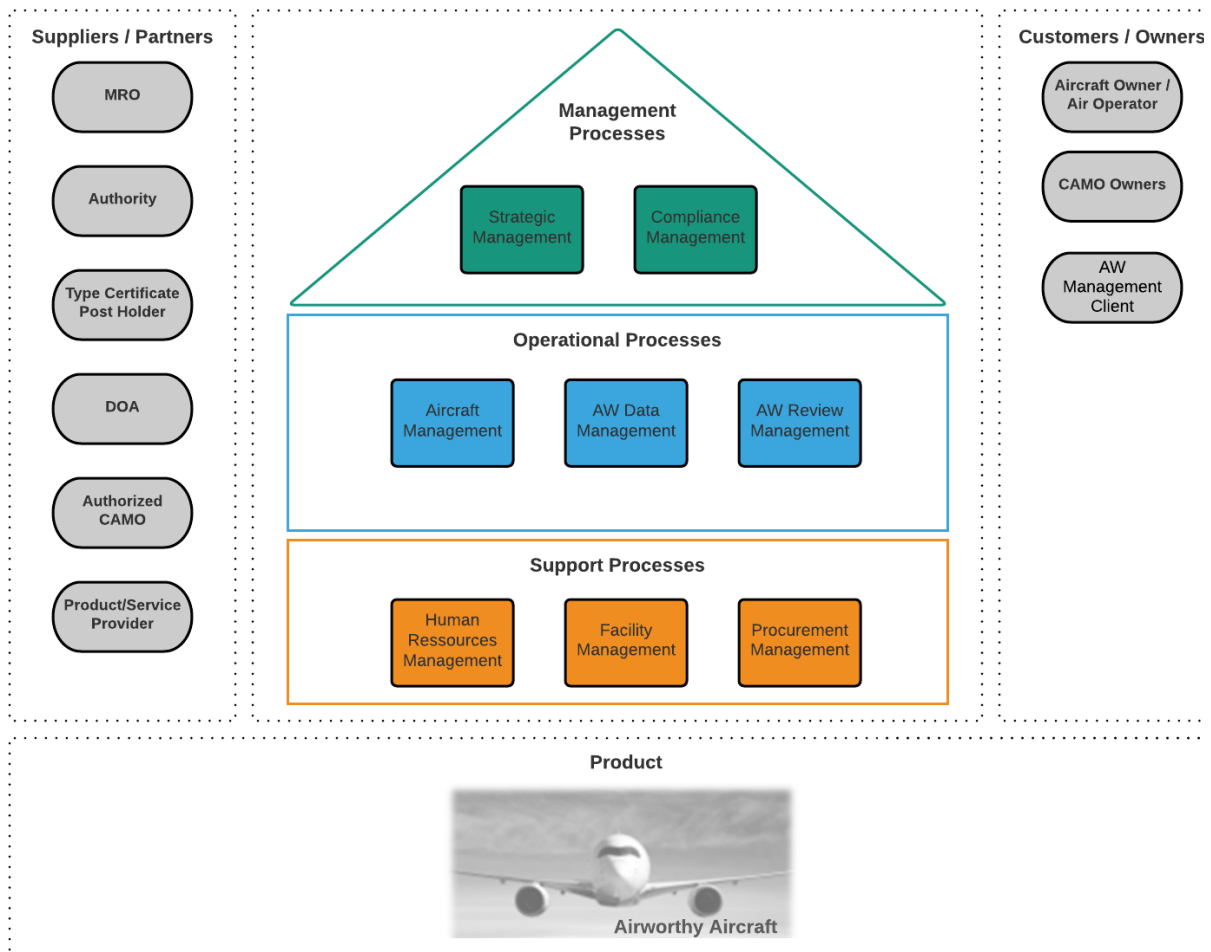 Suppliers / Partners
MRO
Authority
Type Certificate
Post Holder
DOA
Authorized
CAMO
Product/Service
Provider
Management
Processes
Strategic
Management
Compliance
Management
Operational Processes
Aircraft
Management
AW Data
Management
AW Review
Management
Support Processes
Human
Ressources
Management
Facility
Management
Procurement
Management
Customers / Owners
Aircraft Owner /
Air Operator
CAMO Owners
AW
Management
Client
Product
Airworthy Aircraft